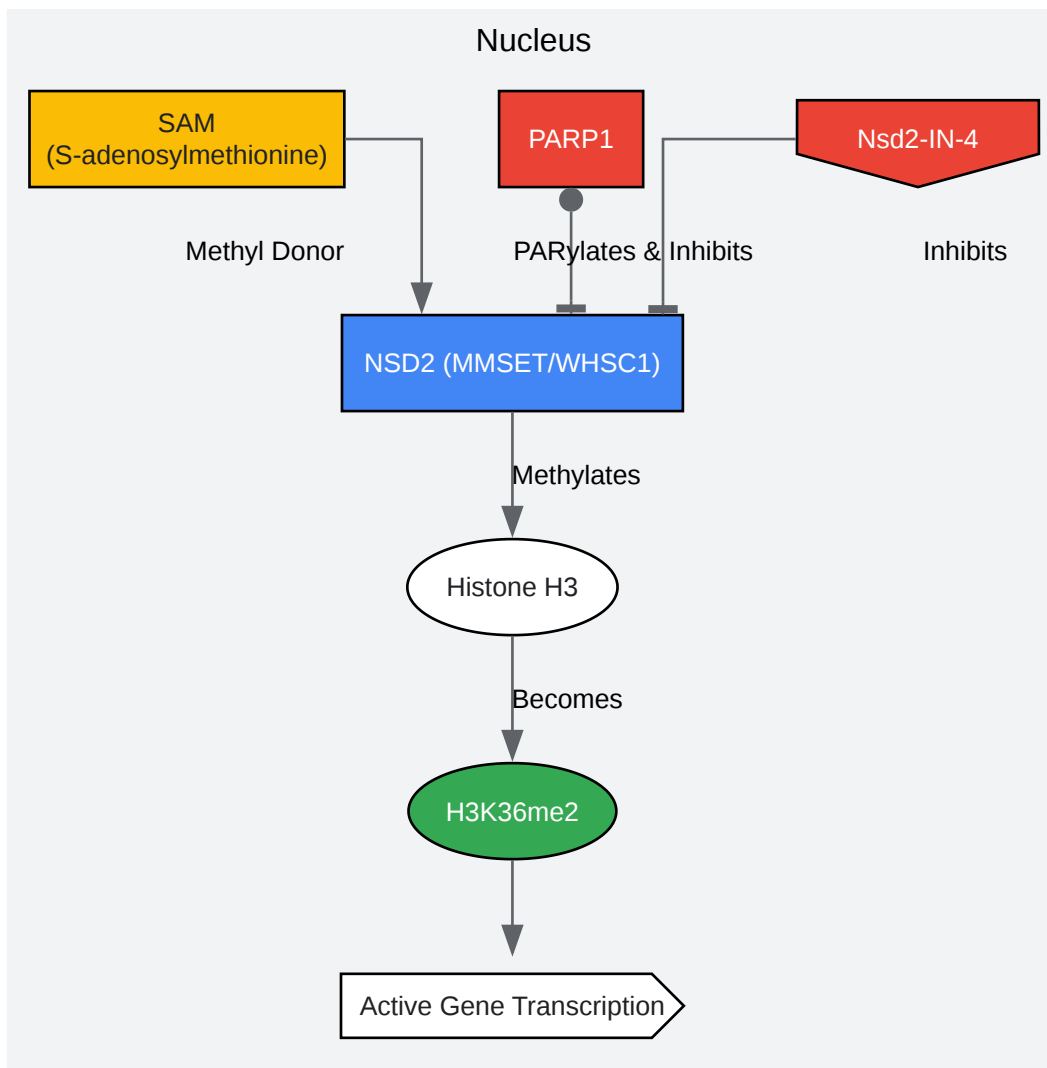 Nucleus
SAM
(S-adenosylmethionine)
PARP1
Nsd2-IN-4
Methyl Donor
PARylates & Inhibits
Inhibits
NSD2 (MMSET/WHSC1)
Methylates
Histone H3
Becomes
H3K36me2
Active Gene Transcription